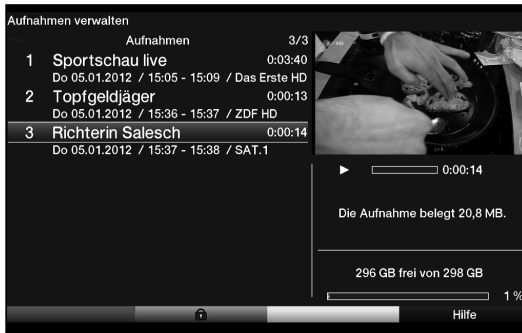 Aufnahmen verwalten
Aufnahmen 3/3
1 Sportschau live 0:03:40
Do 05.01.2012 / 15:05 - 15:09 / Das Erste HD
2 Topfgeldjäger 0:00:13
Do 05.01.2012 / 15:36 - 15:37 / ZDF HD
3 Richterin Salesch 0:00:14
Do 05.01.2012 / 15:37 - 15:38 / SAT.1
HD
0:00:14
Die Aufnahme belegt 20,8 MB.
296 GB frei von 298 GB
1 %
Hilfe